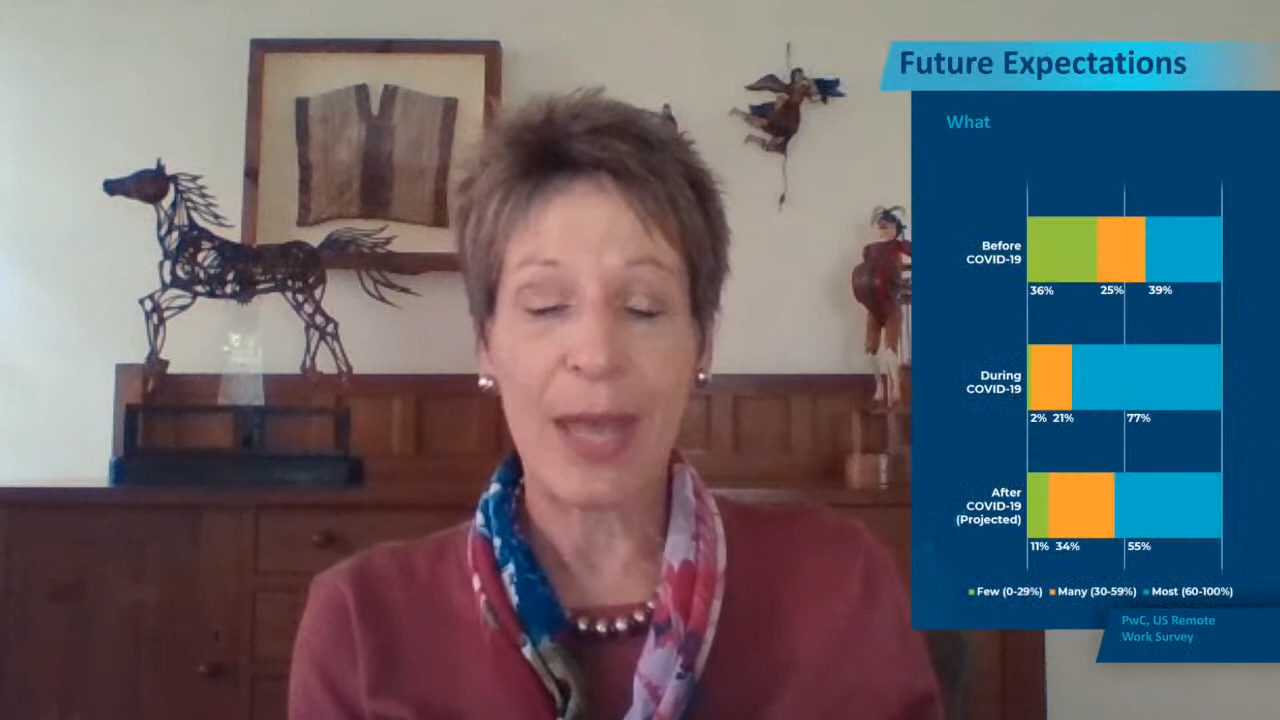 Future Expectations
What
Before
COVID-19
36% 25% 39%
During
COVID-19
2% 21% 77%
After
COVID-19
(Projected)
11% 34% 55%
Few (0-29%) Many (30-59%) Most (60-100%)
PwC, US Remote
Work Survey